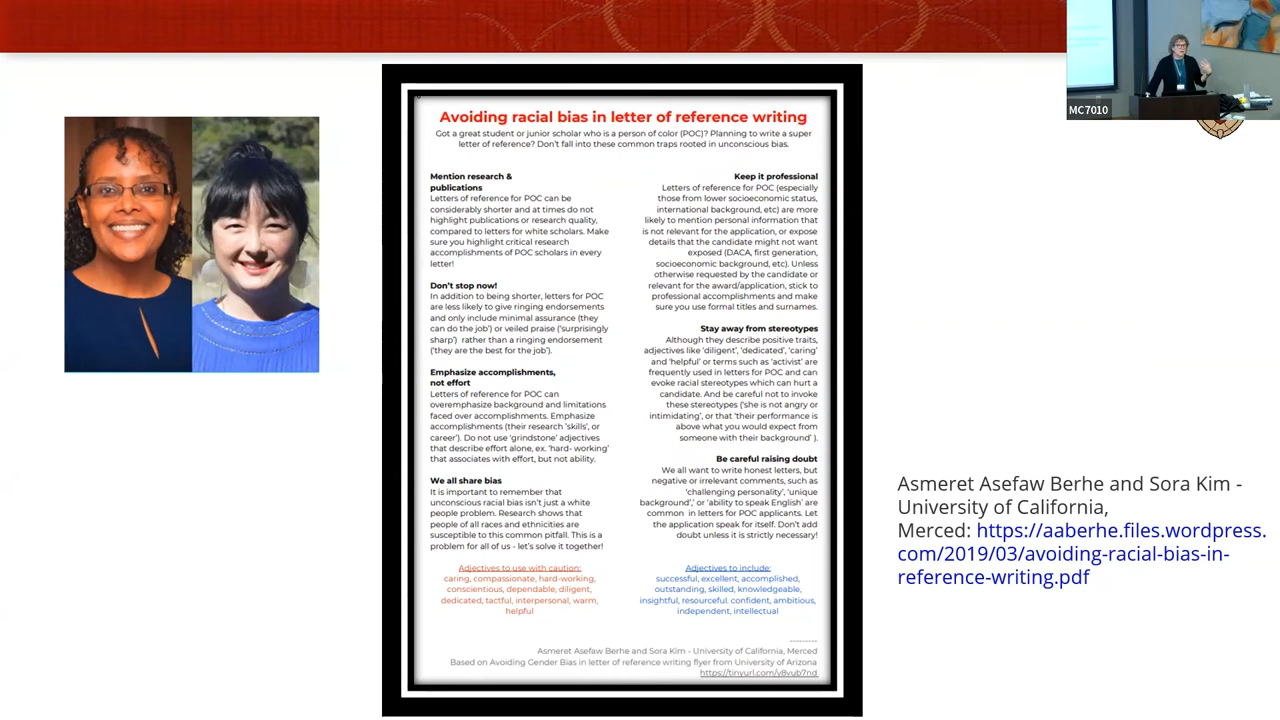 MC7010
Avoiding racial bias in letter of reference writing
Got a great student or junior scholar who is a person of color (POC)? Planning to write a super
letter of reference? Don't fall into these common traps rooted in unconscious bias.
Mention research &
publications
Letters of reference for POC can be
considerably shorter and at times do not
highlight publications or research quality,
compared to letters for white scholars. Make
sure you highlight critical research
accomplishments of POC scholars in every
letter!
Don't stop now!
In addition to being shorter, letters for POC
are less likely to give ringing endorsements
and only include minimal assurance (they
can do the job') or veiled praise ('surprisingly
sharp') rather than a ringing endorsement
('they are the best for the job').
Emphasize accomplishments,
not effort
Letters of reference for POC can
overemphasize background and limitations
faced over accomplishments. Emphasize
accomplishments (their research 'skills', or
career'). Do not use 'grindstone' adjectives
that describe effort alone, ex. 'hard- working'
that associates with effort, but not ability.
We all share bias
It is important to remember that
unconscious racial bias isn't just a white
people problem. Research shows that
people of all races and ethnicities are
susceptible to this common pitfall. This is a
problem for all of us - let's solve it together!
Adjectives to use with caution:
caring, compassionate, hard-working,
conscientious, dependable, diligent,
dedicated, tactful, interpersonal, warm,
helpful
Keep it professional
Letters of reference for POC (especially
those from lower socioeconomic status,
international background, etc) are more
likely to mention personal information that
is not relevant for the application, or expose
details that the candidate might not want
exposed (DACA, first generation,
socioeconomic background, etc). Unless
otherwise requested by the candidate or
relevant for the award/application, stick to
professional accomplishments and make
sure you use formal titles and surnames.
Stay away from stereotypes
Although they describe positive traits,
adjectives like 'diligent', 'dedicated', 'caring'
and 'helpful' or terms such as 'activist' are
frequently used in letters for POC and can
evoke racial stereotypes which can hurt a
candidate. And be careful not to invoke
these stereotypes ('she is not angry or
intimidating', or that 'their performance is
above what you would expect from
someone with their background' ).
Be careful raising doubt
We all want to write honest letters, but
negative or irrelevant comments, such as
'challenging personality', 'unique
background',' or 'ability to speak English' are
common in letters for POC applicants. Let
the application speak for itself. Don't add
doubt unless it is strictly necessary!
Adjectives to include:
successful, excellent, accomplished,
outstanding, skilled, knowledgeable,
insightful, resourceful. confident, ambitious,
independent, intellectual
----------
Asmeret Asefaw Berhe and Sora Kim - University of California, Merced
Based on Avoiding Gender Bias in letter of reference writing flyer from University of Arizona
https://tinyurl.com/y8vub7nd
Asmeret Asefaw Berhe and Sora Kim -
University of California,
Merced: https://aaberhe.files.wordpress.
com/2019/03/avoiding-racial-bias-in-
reference-writing.pdf